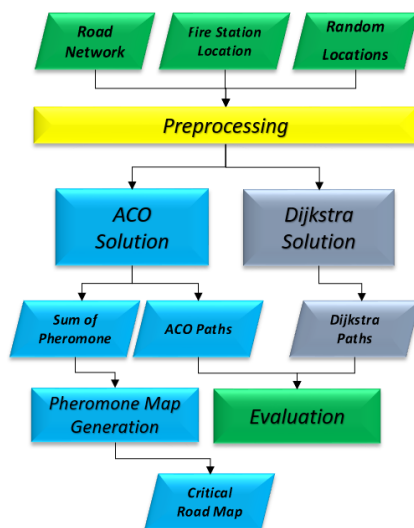 Road
Network
Fire Station
Location
Random
Locations
Preprocessing
ACO
Solution
Dijkstra
Solution
Sum of
Pheromone
ACO Paths
Dijkstra
Paths
Pheromone Map
Generation
Evaluation
Critical
Road Map